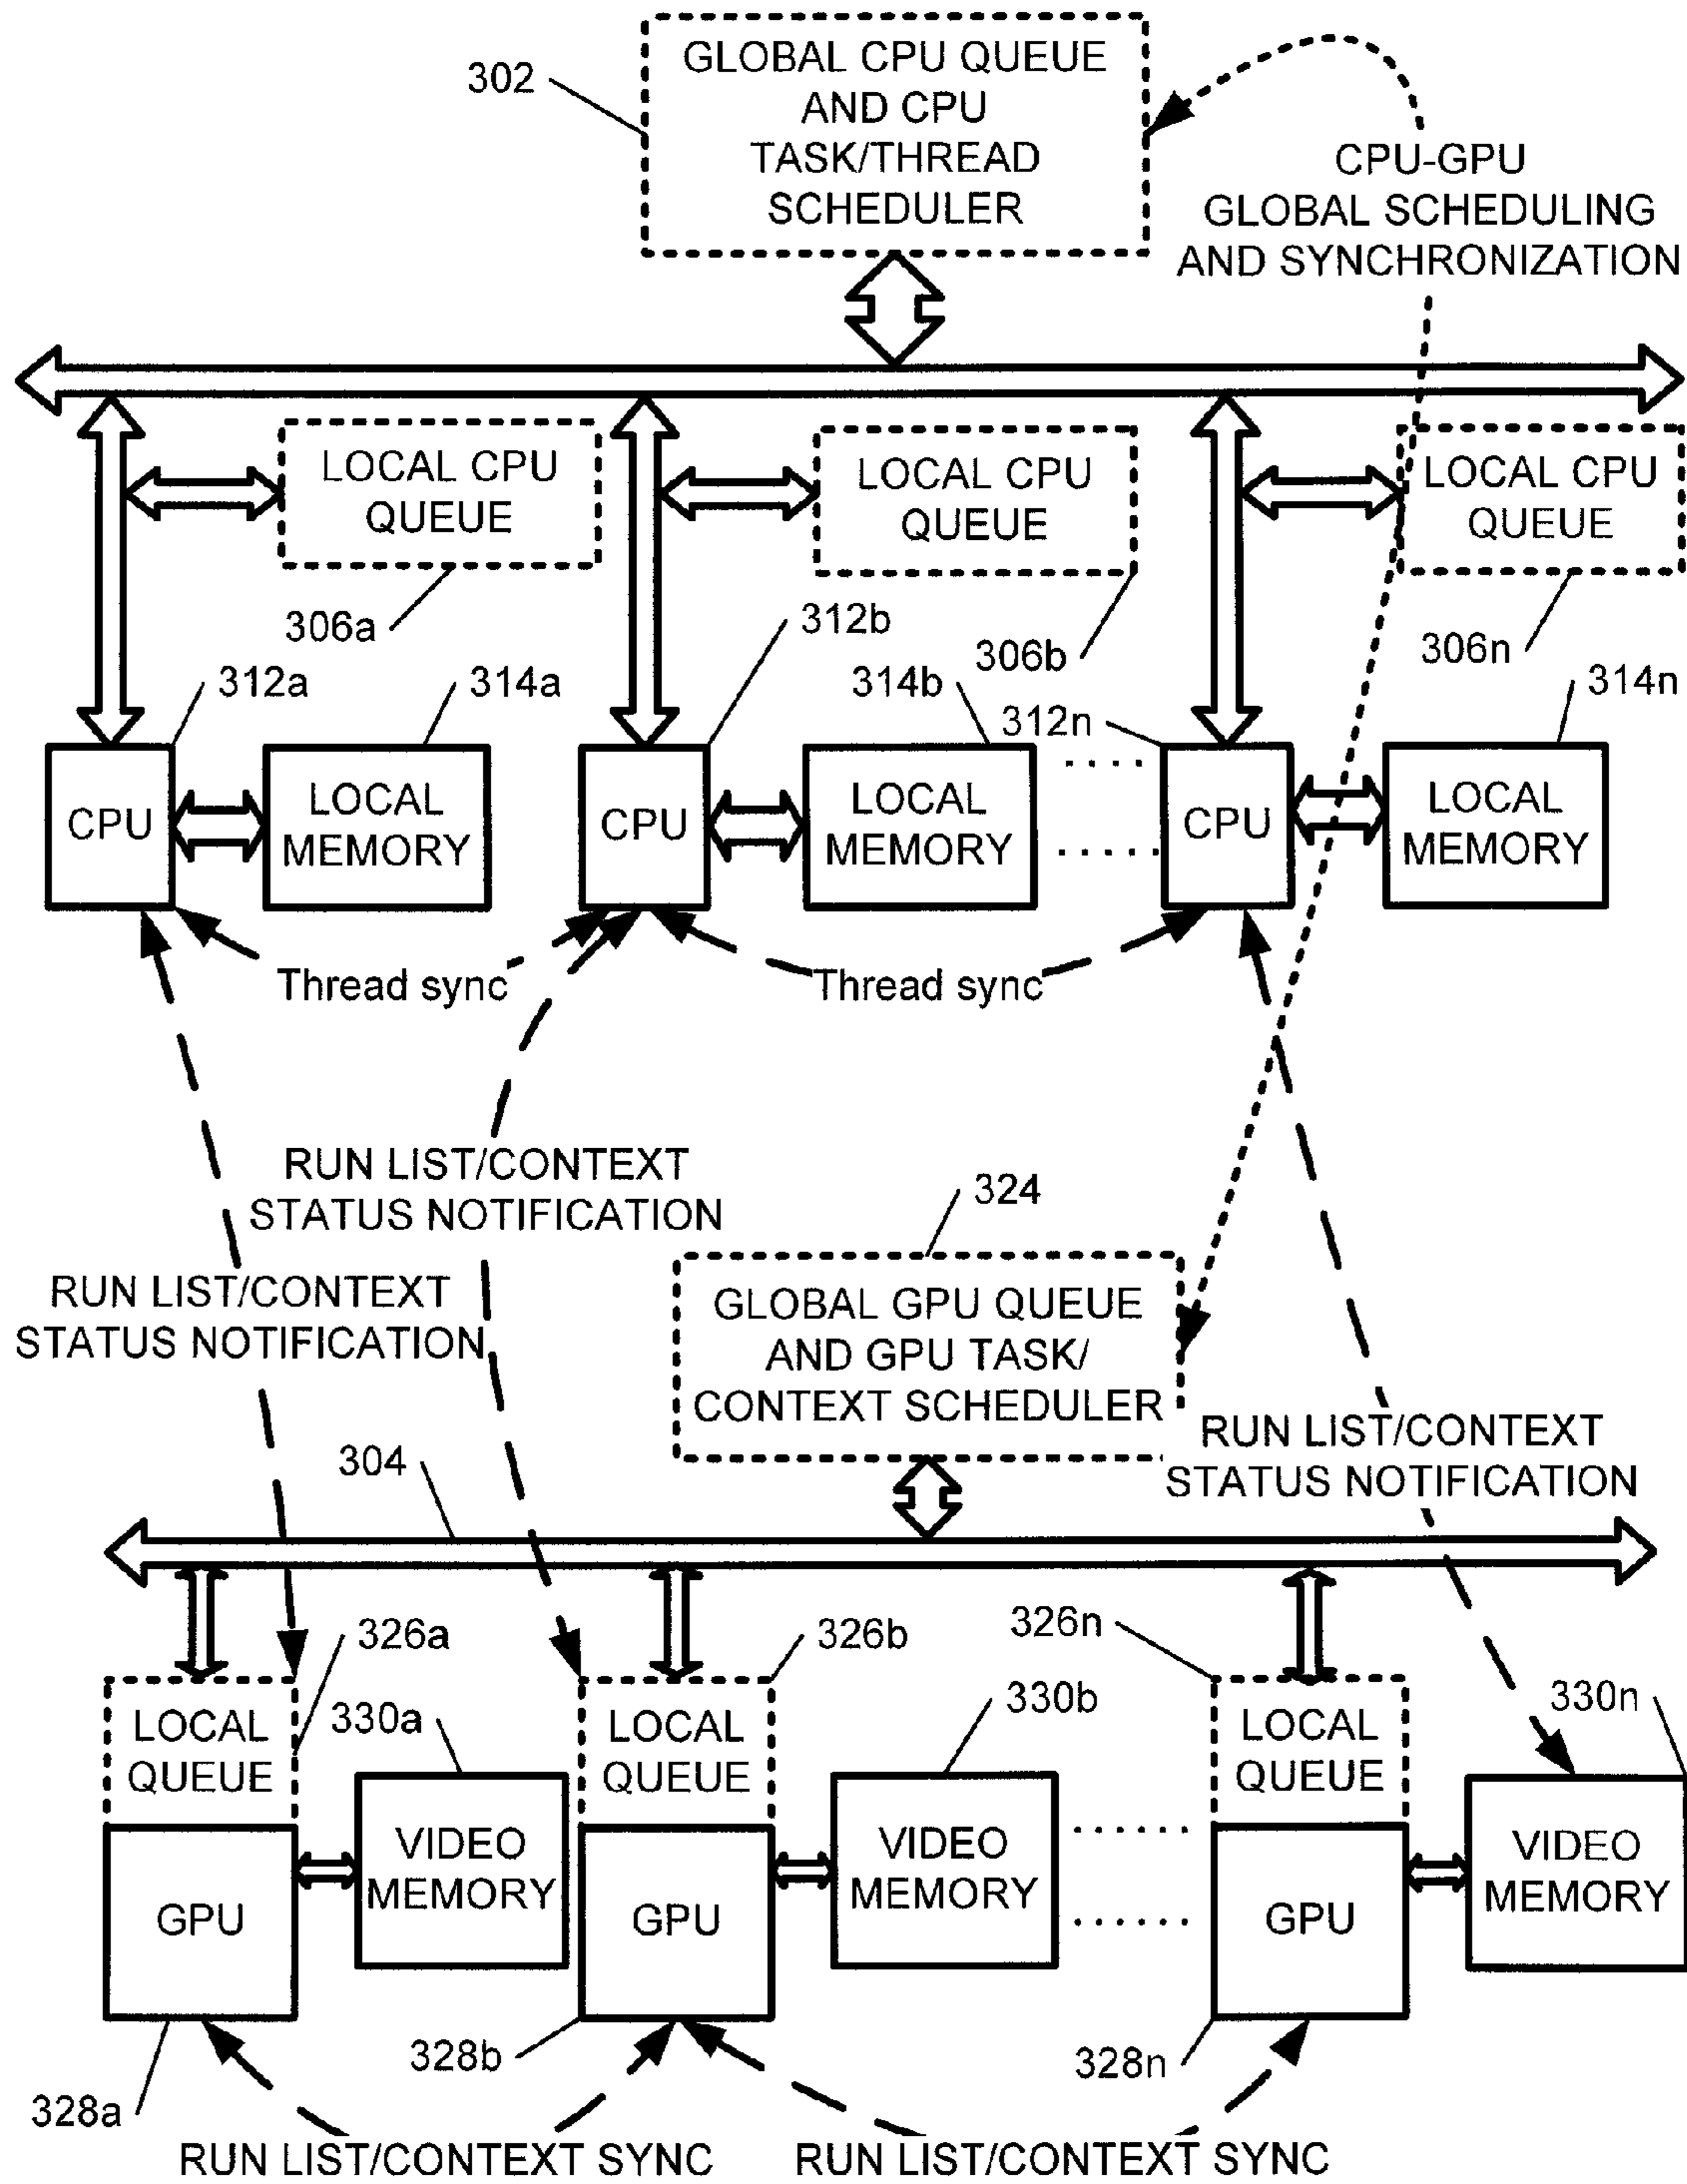 GLOBAL CPU QUEUE
AND CPU
TASK/THREAD
SCHEDULER
302
CPU-GPU
GLOBAL SCHEDULING
AND SYNCHRONIZATION
LOCAL CPU
QUEUE
LOCAL CPU
QUEUE
LOCAL CPU
QUEUE
306a
312b
306b
306n
312a
314a
314b
312n
314n
CPU
LOCAL
MEMORY
CPU
LOCAL
MEMORY
.....
.....
CPU
LOCAL
MEMORY
Thread sync
Thread sync
RUN LIST/CONTEXT
STATUS NOTIFICATION
324
RUN LIST/CONTEXT
STATUS NOTIFICATION
GLOBAL GPU QUEUE
AND GPU TASK/
CONTEXT SCHEDULER
RUN LIST/CONTEXT
STATUS NOTIFICATION
304
326a
326b
326n
330a
330b
330n
LOCAL
QUEUE
LOCAL
QUEUE
LOCAL
QUEUE
GPU
VIDEO
MEMORY
GPU
VIDEO
MEMORY
......
......
GPU
VIDEO
MEMORY
328a
328b
328n
RUN LIST/CONTEXT SYNC
RUN LIST/CONTEXT SYNC